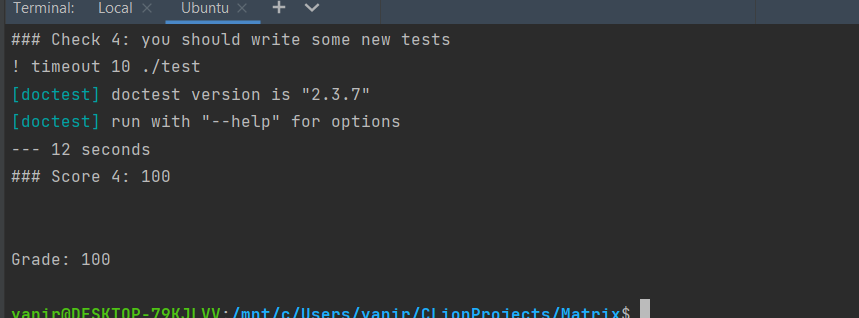 Terminal: Local × Ubuntu × +
### Check 4: you should write some new tests
! timeout 10 ./test
[doctest] doctest version is "2.3.7"
[doctest] run with "--help" for options
--- 12 seconds
### Score 4: 100
Grade: 100
yanir@DESKTOP-79KJLVV:/mnt/c/Users/yanir/CLionProjects/Matrix$